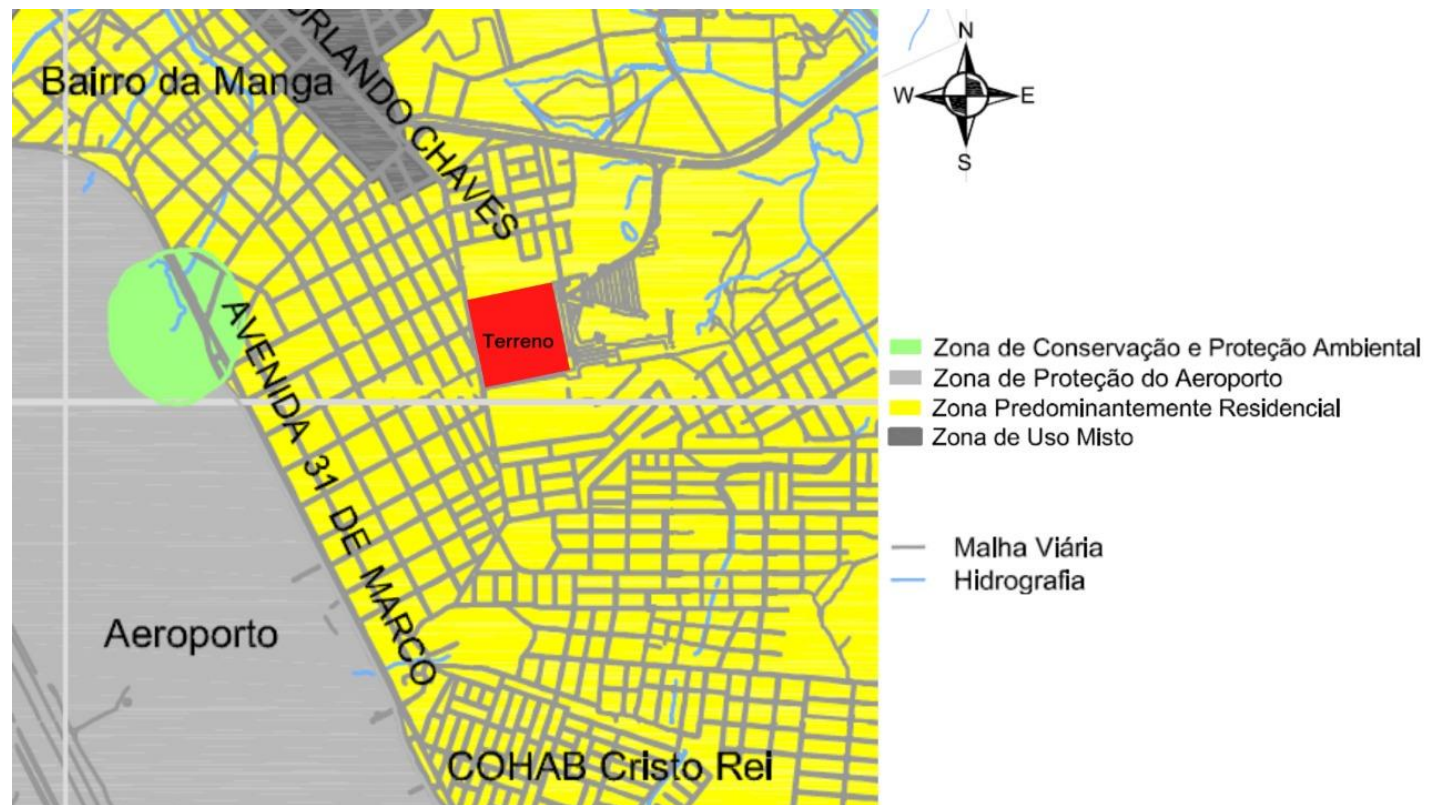 Bairro da Manga
ORLANDO CHAVES
AVENIDA 31 DE MARCO
Terreno
Aeroporto
COHAB Cristo Rei
N
W
E
S
Zona de Conservação e Proteção Ambiental
Zona de Proteção do Aeroporto
Zona Predominantemente Residencial
Zona de Uso Misto
Malha Viária
Hidrografia